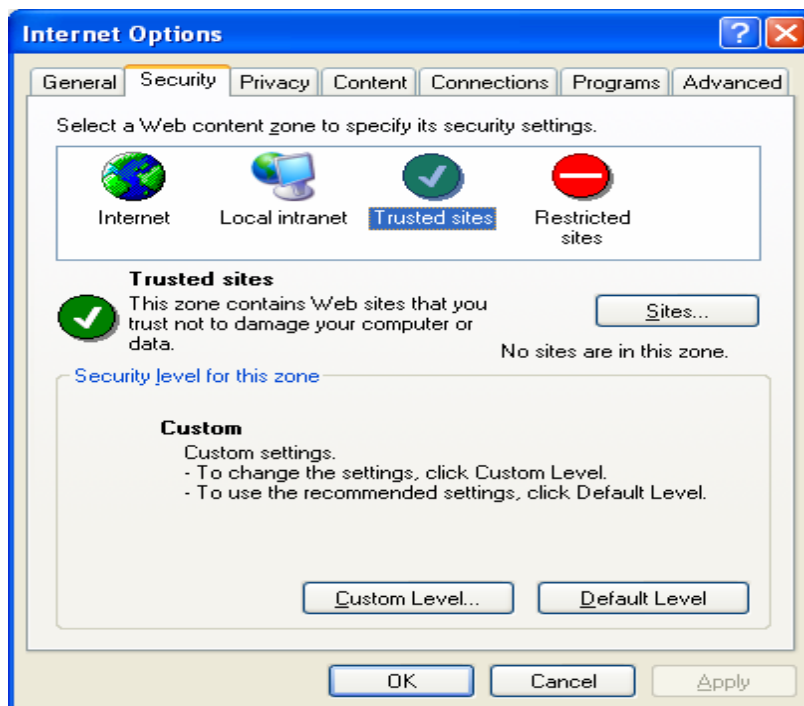 Internet Options
General Security Privacy Content Connections Programs Advanced
Select a Web content zone to specify its security settings.
Internet Local intranet Trusted sites Restricted sites
Trusted sites
This zone contains Web sites that you
trust not to damage your computer or
data.
Sites...
No sites are in this zone.
Security level for this zone
Custom
Custom settings.
- To change the settings, click Custom Level.
- To use the recommended settings, click Default Level.
Custom Level... Default Level
OK Cancel Apply